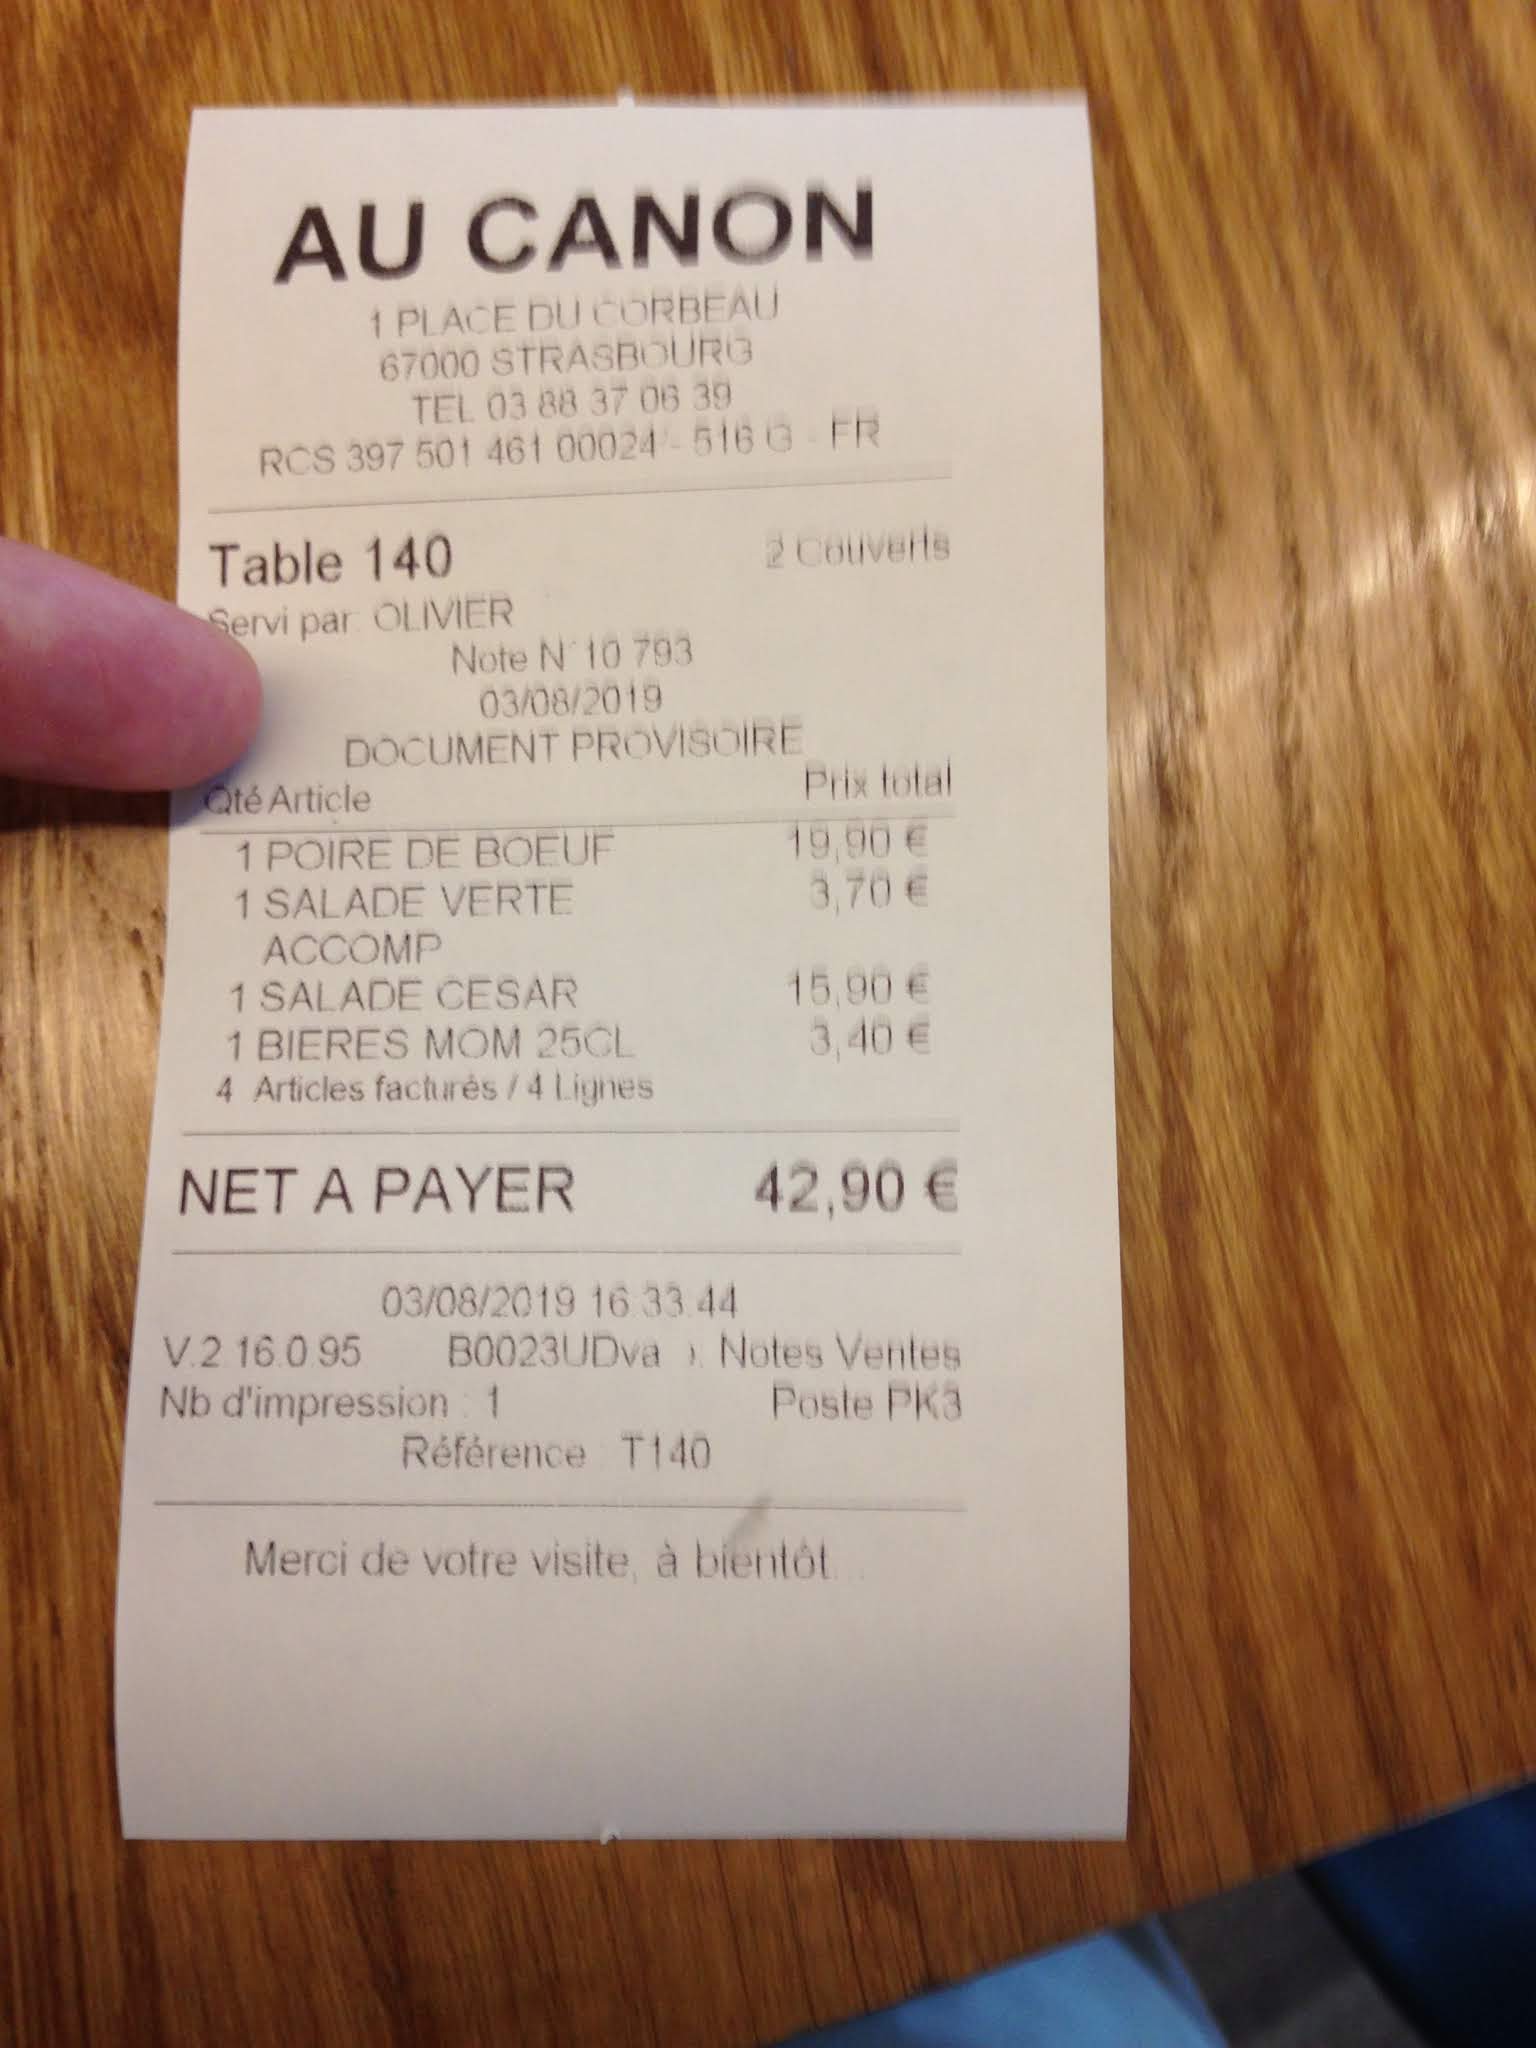 AU CANON
1 PLACE DU CORBEAU
67000 STRASBOURG
TEL 03 88 37 06 39
RCS 397 501 461 00024 - 516 G - FR
Table 140 2 Couverts
Servi par: OLIVIER
Note N° 10 793
03/08/2019
DOCUMENT PROVISOIRE
Qté Article Prix total
1 POIRE DE BOEUF 19,90 €
1 SALADE VERTE 3,70 €
ACCOMP
1 SALADE CESAR 15,90 €
1 BIERES MOM 25CL 3,40 €
4 Articles facturés / 4 Lignes
NET A PAYER 42,90 €
03/08/2019 16:33:44
V.2.16.0.95 B0023UDva Notes Ventes
Nb d'impression : 1 Poste PK3
Référence : T140
Merci de votre visite, à bientôt...